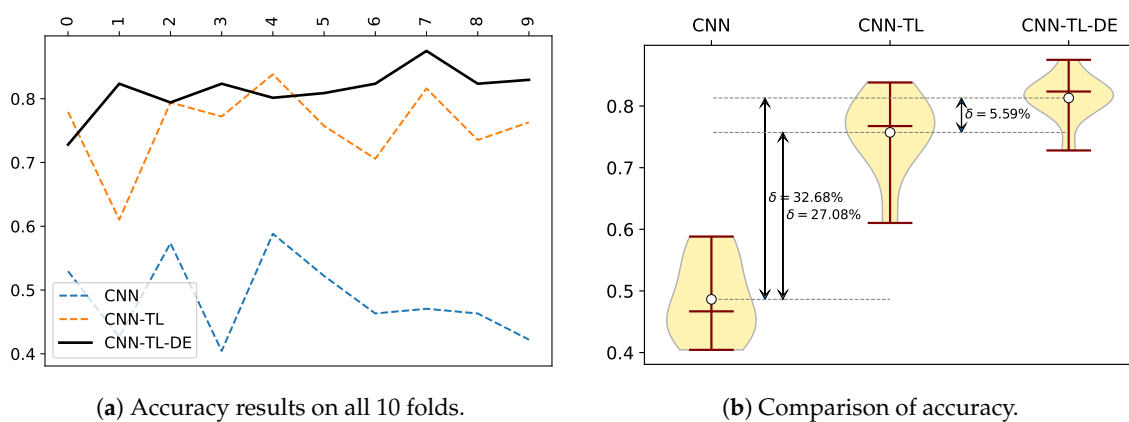 0 1 2 3 4 5 6 7 8 9
0.8
0.7
0.6
0.5
0.4
CNN
CNN-TL
CNN-TL-DE
(a) Accuracy results on all 10 folds.
CNN CNN-TL CNN-TL-DE
0.8
0.7
0.6
0.5
0.4
δ = 5.59%
δ = 32.68%
δ = 27.08%
(b) Comparison of accuracy.